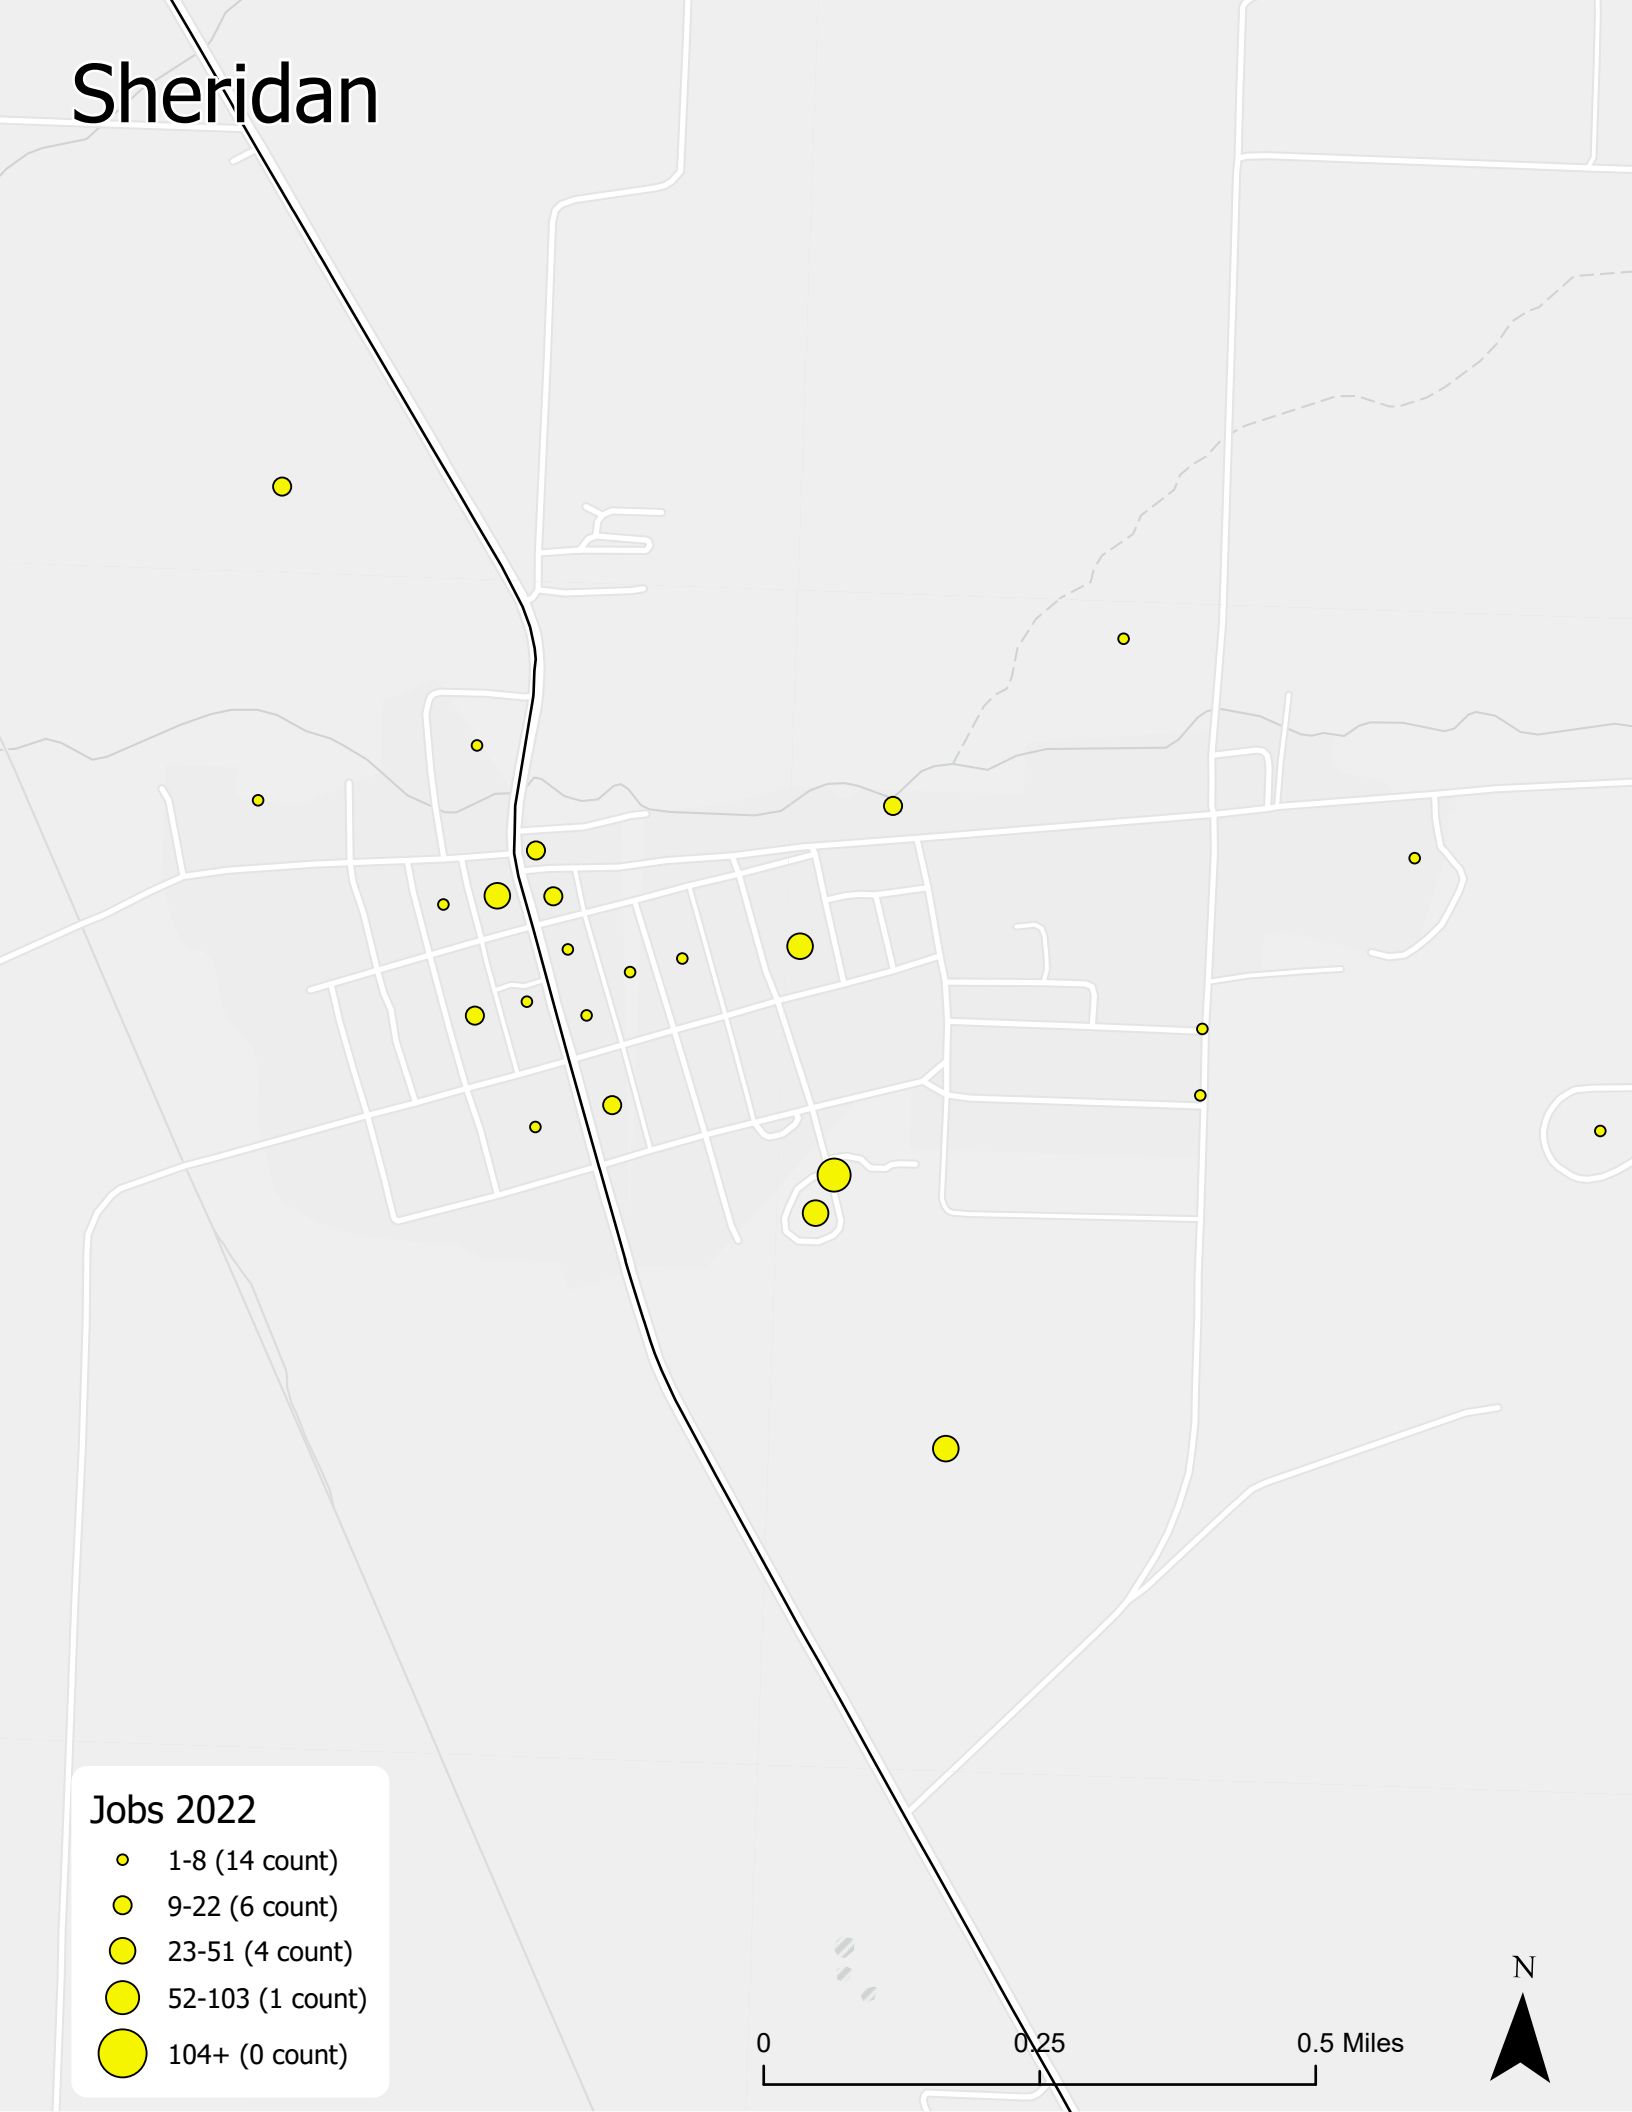 Sheridan
Jobs 2022
1-8 (14 count)
9-22 (6 count)
23-51 (4 count)
52-103 (1 count)
104+ (0 count)
N
0 0.25 0.5 Miles